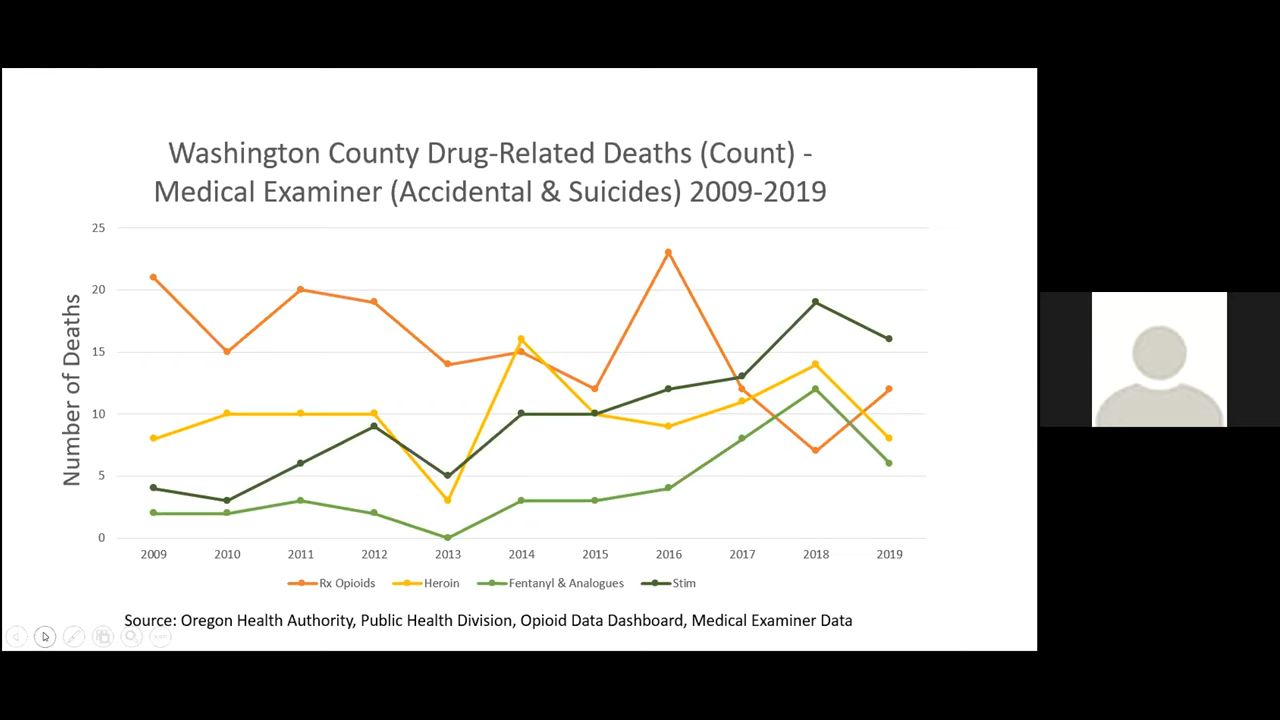 Washington County Drug-Related Deaths (Count) -
Medical Examiner (Accidental & Suicides) 2009-2019
Number of Deaths
25
20
15
10
5
0
2009 2010 2011 2012 2013 2014 2015 2016 2017 2018 2019
Rx Opioids Heroin Fentanyl & Analogues Stim
Source: Oregon Health Authority, Public Health Division, Opioid Data Dashboard, Medical Examiner Data